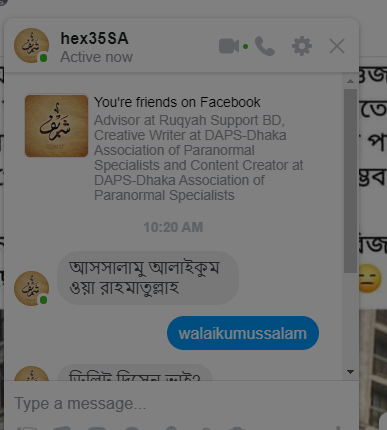 hex35SA
Active now
You're friends on Facebook
Advisor at Ruqyah Support BD,
Creative Writer at DAPS-Dhaka
Association of Paranormal
Specialists and Content Creator at
DAPS-Dhaka Association of
Paranormal Specialists
10:20 AM
আসসালামু আলাইকুম
ওয়া রাহমাতুল্লাহ
walaikumussalam
ডিলিট দিসেন ভাই?
Type a message...